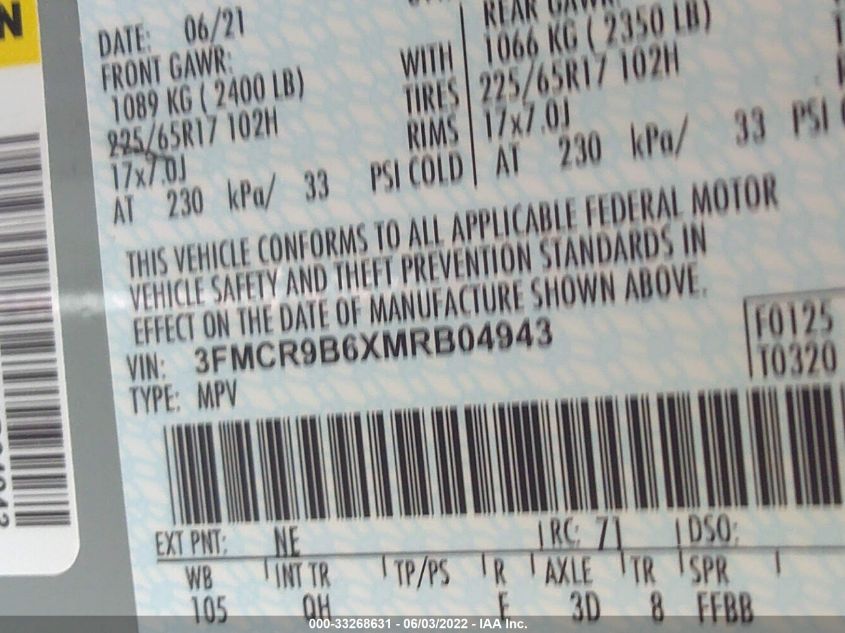 N
DATE: 06/21
FRONT GAWR:
1089 KG ( 2400 LB)
225/65R17 102H
17x7.0J
AT 230 kPa/ 33 PSI COLD
WITH
TIRES
RIMS
REAR GAWR:
1066 KG ( 2350 LB)
225/65R17 102H
17x7.0J
AT 230 kPa/ 33 PSI
THIS VEHICLE CONFORMS TO ALL APPLICABLE FEDERAL MOTOR
VEHICLE SAFETY AND THEFT PREVENTION STANDARDS IN
EFFECT ON THE DATE OF MANUFACTURE SHOWN ABOVE.
VIN: 3FMCR9B6XMRB04943
TYPE: MPV
F0125
T0320
EXT PNT: NE RC: 71 DSO:
WB INT TR TP/PS R AXLE TR SPR
105 QH F 3D 8 FFBB
000-33268631 - 06/03/2022 - IAA Inc.